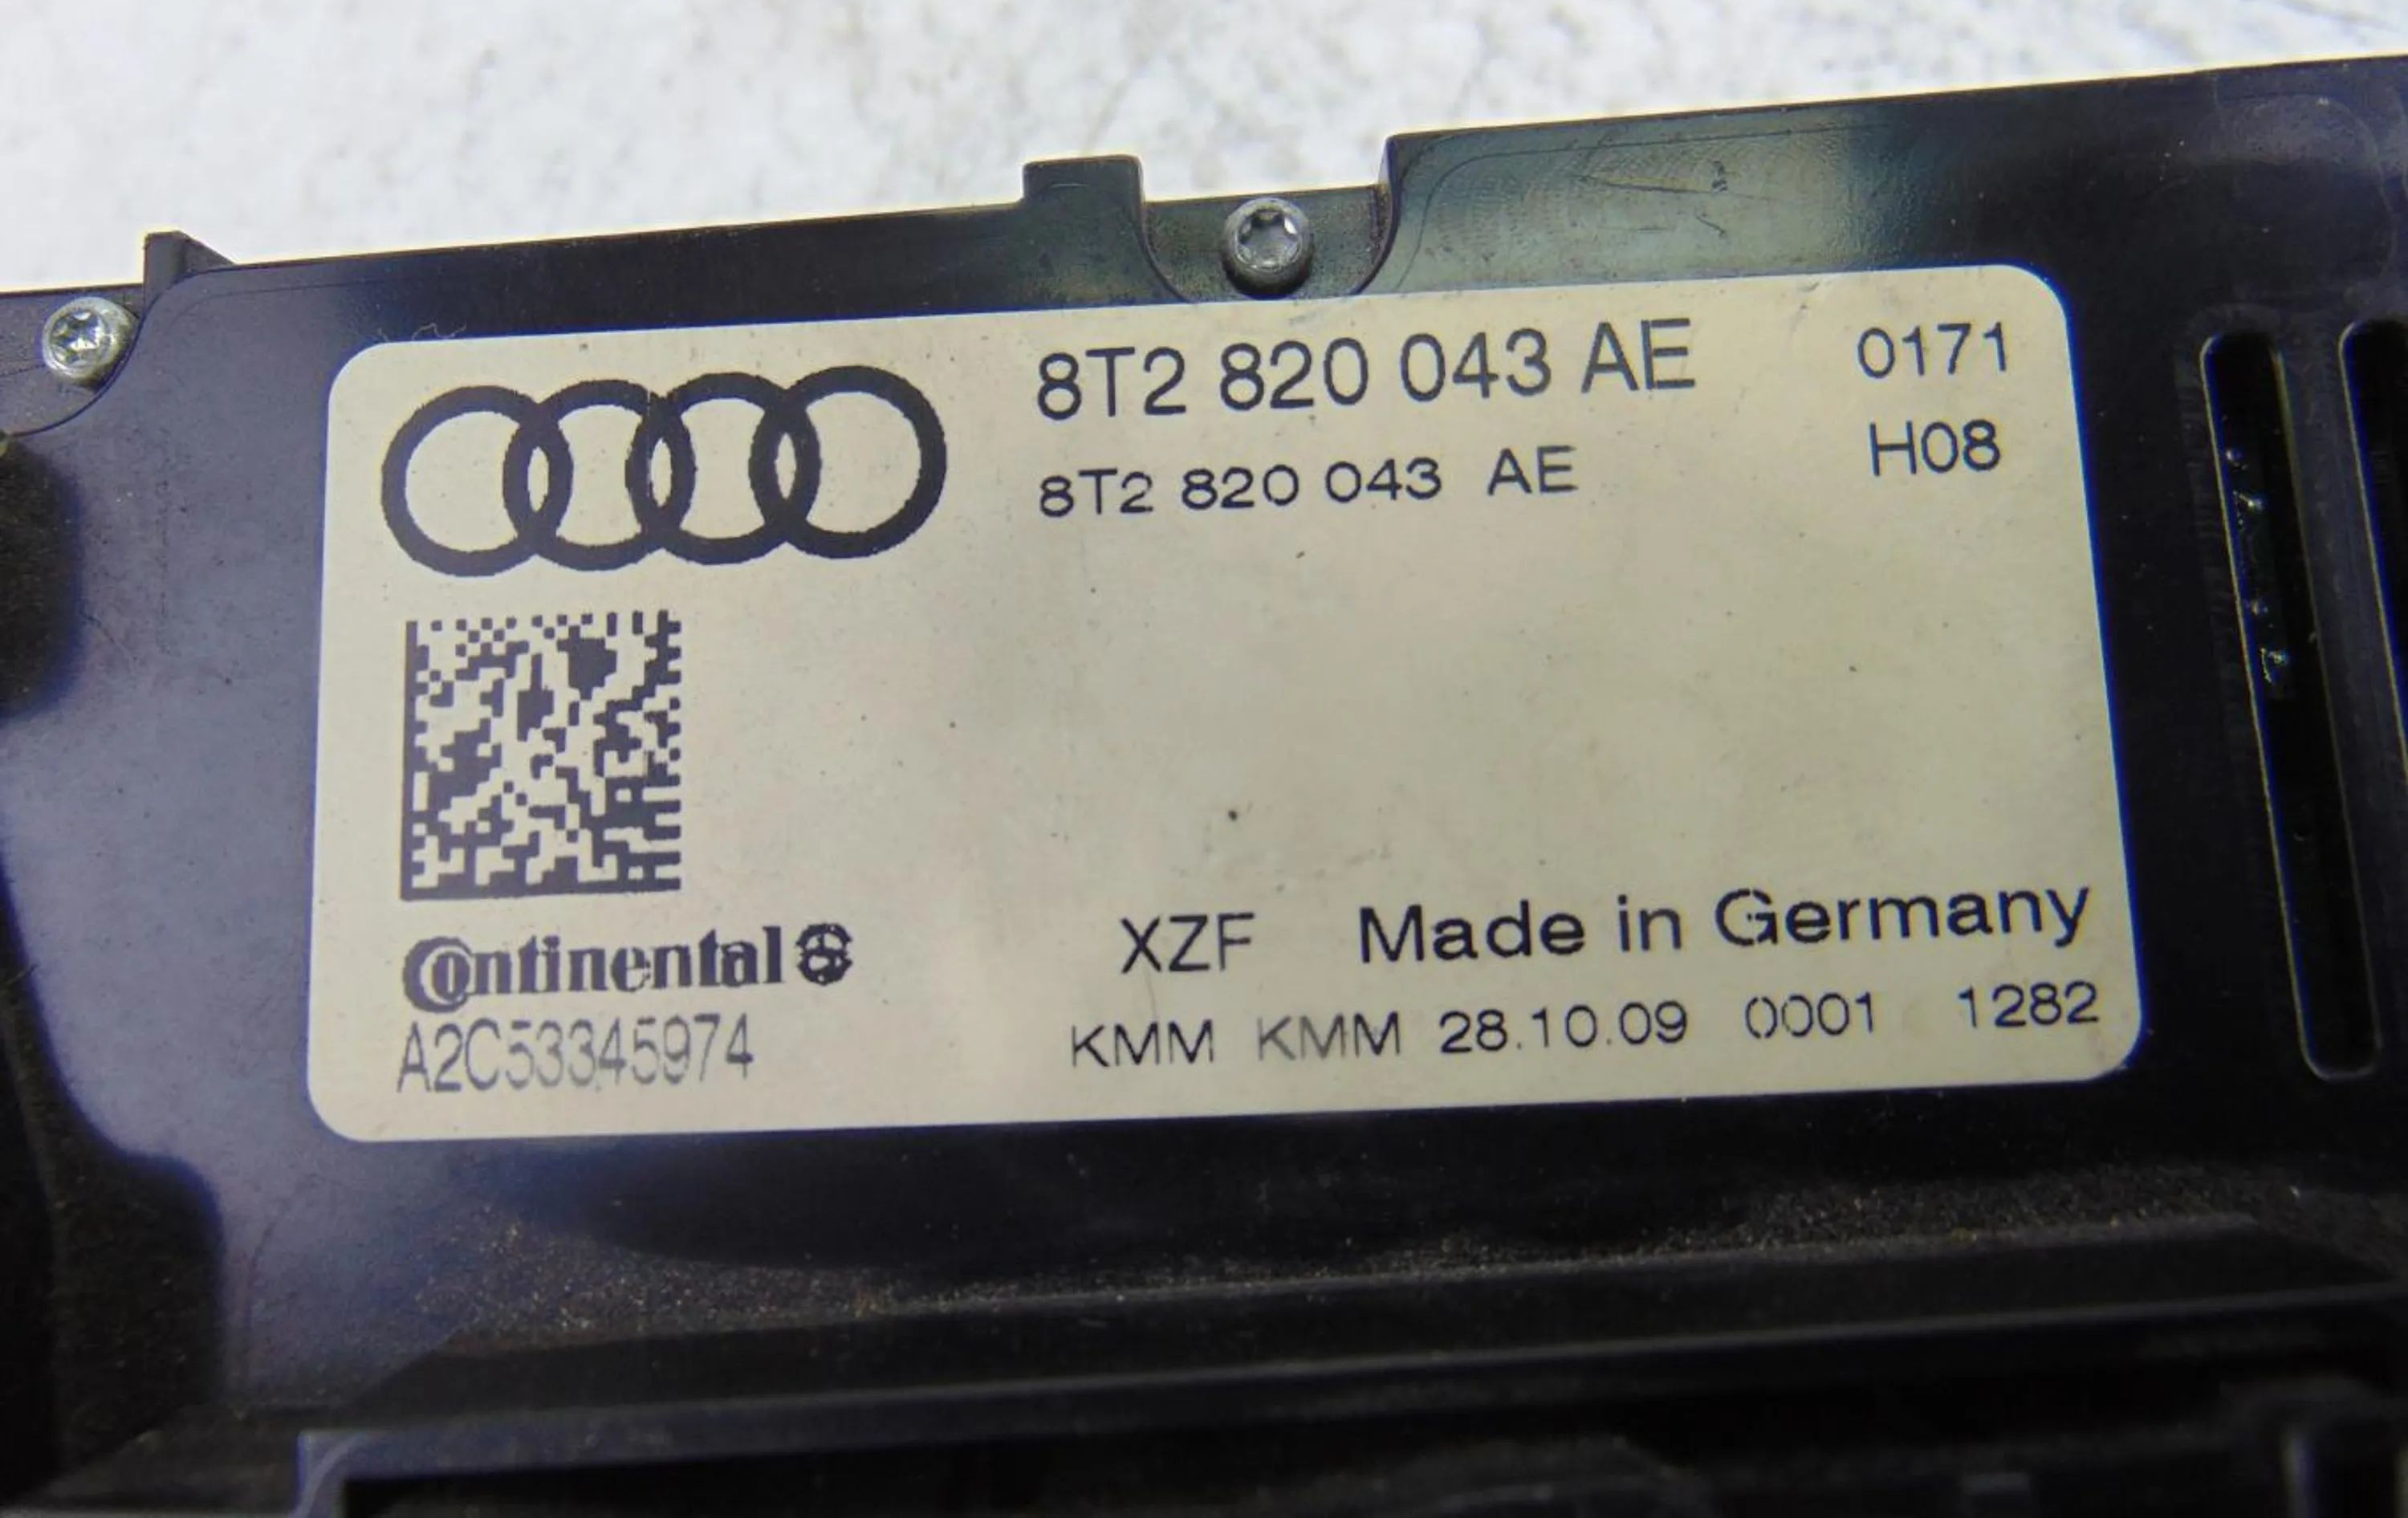 8T2 820 043 AE 0171
8T2 820 043 AE H08
Continental
A2C53345974
XZF Made in Germany
KMM KMM 28.10.09 0001 1282